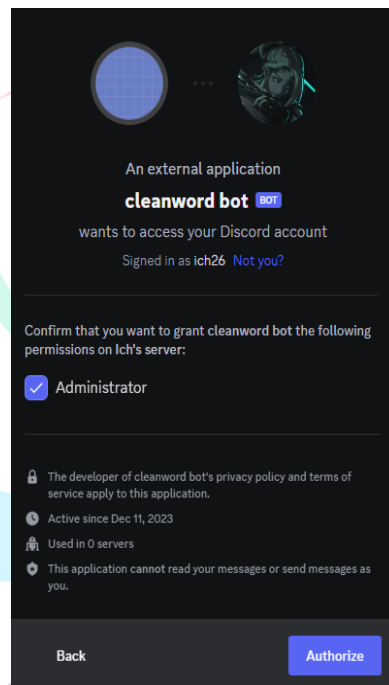 An external application
cleanword bot BOT
wants to access your Discord account
Signed in as ich26 Not you?
Confirm that you want to grant cleanword bot the following
permissions on Ich's server:
Administrator
The developer of cleanword bot's privacy policy and terms of
service apply to this application.
Active since Dec 11, 2023
Used in 0 servers
This application cannot read your messages or send messages as
you.
Back
Authorize